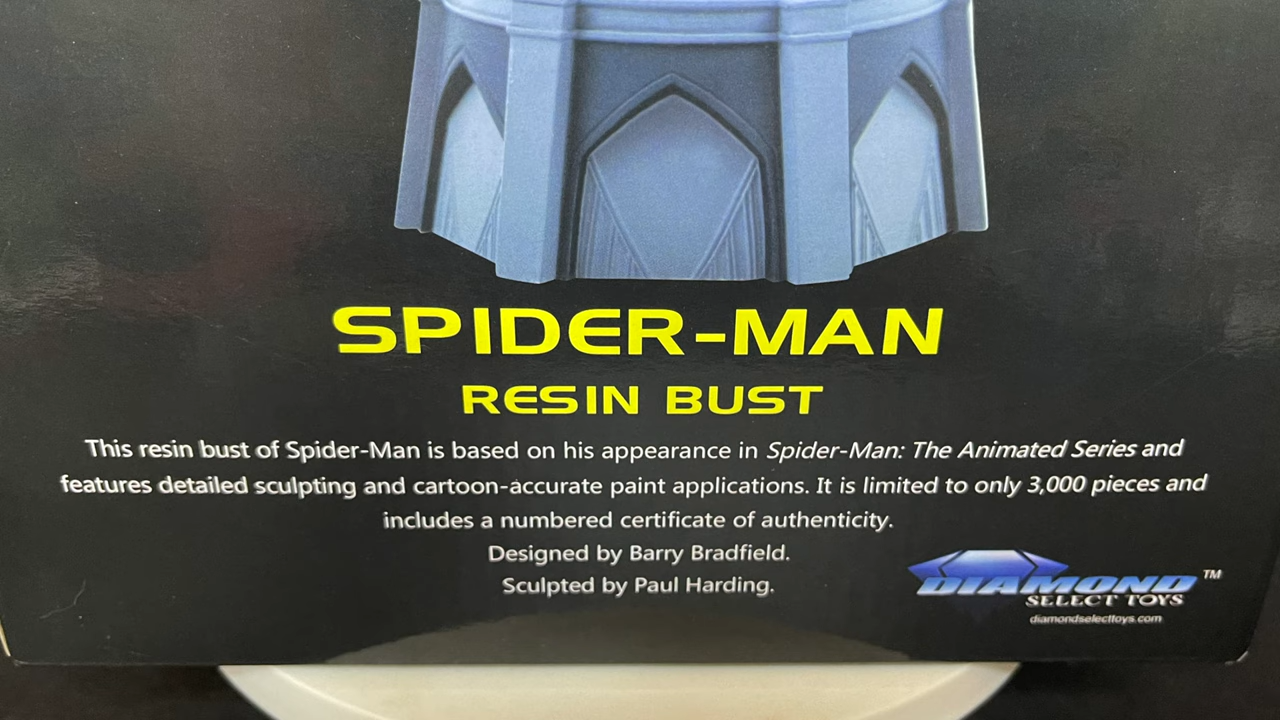 SPIDER-MAN
RESIN BUST
This resin bust of Spider-Man is based on his appearance in Spider-Man: The Animated Series and
features detailed sculpting and cartoon-accurate paint applications. It is limited to only 3,000 pieces and
includes a numbered certificate of authenticity.
Designed by Barry Bradfield.
Sculpted by Paul Harding.
DIAMOND TM
SELECT TOYS
diamondselecttoys.com